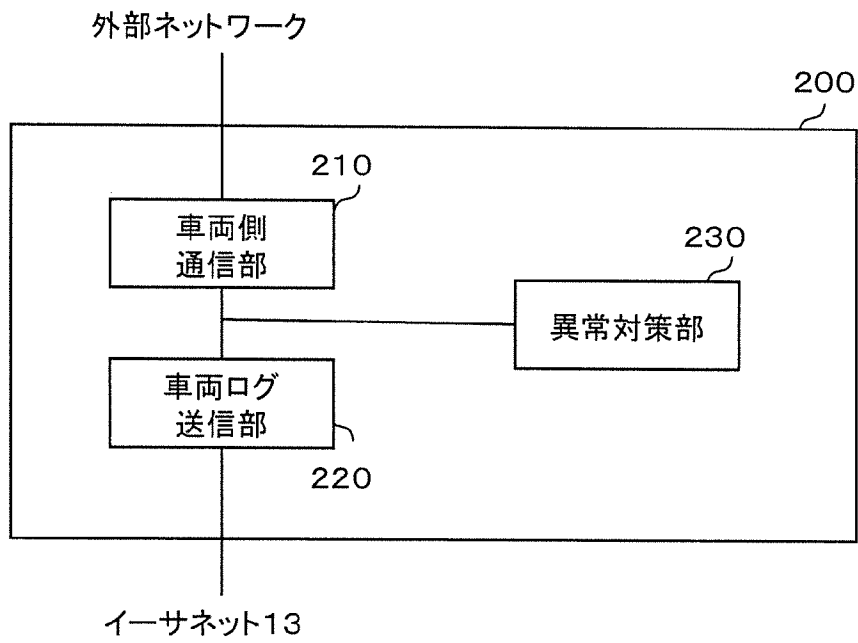 外部ネットワーク
200
210
車両側
通信部
230
異常対策部
車両ログ
送信部
220
イーサネット13